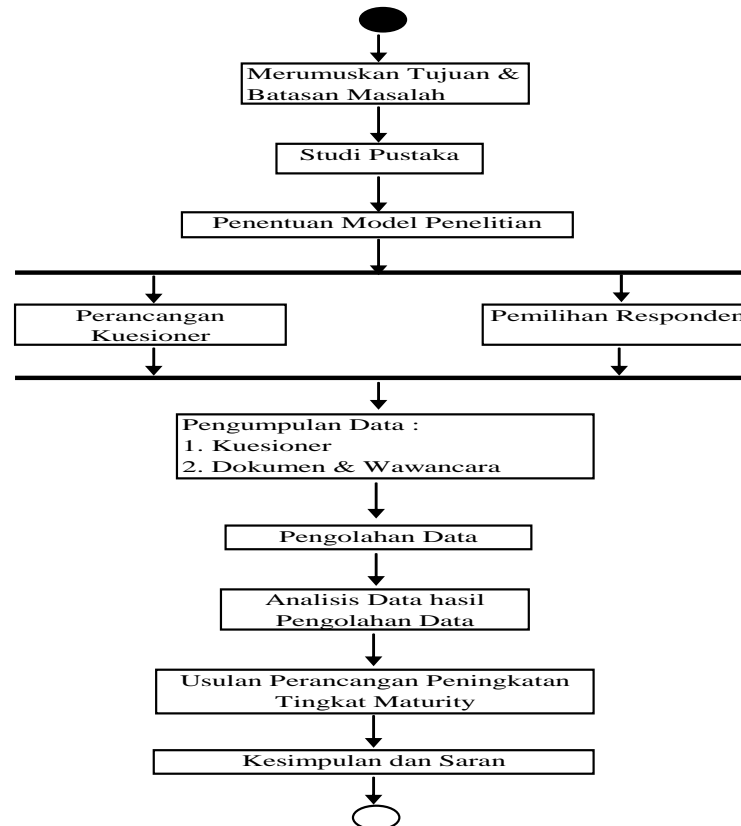 Merumuskan Tujuan &
Batasan Masalah
Studi Pustaka
Penentuan Model Penelitian
Perancangan
Kuesioner
Pemilihan Responden
Pengumpulan Data :
1. Kuesioner
2. Dokumen & Wawancara
Pengolahan Data
Analisis Data hasil
Pengolahan Data
Usulan Perancangan Peningkatan
Tingkat Maturity
Kesimpulan dan Saran